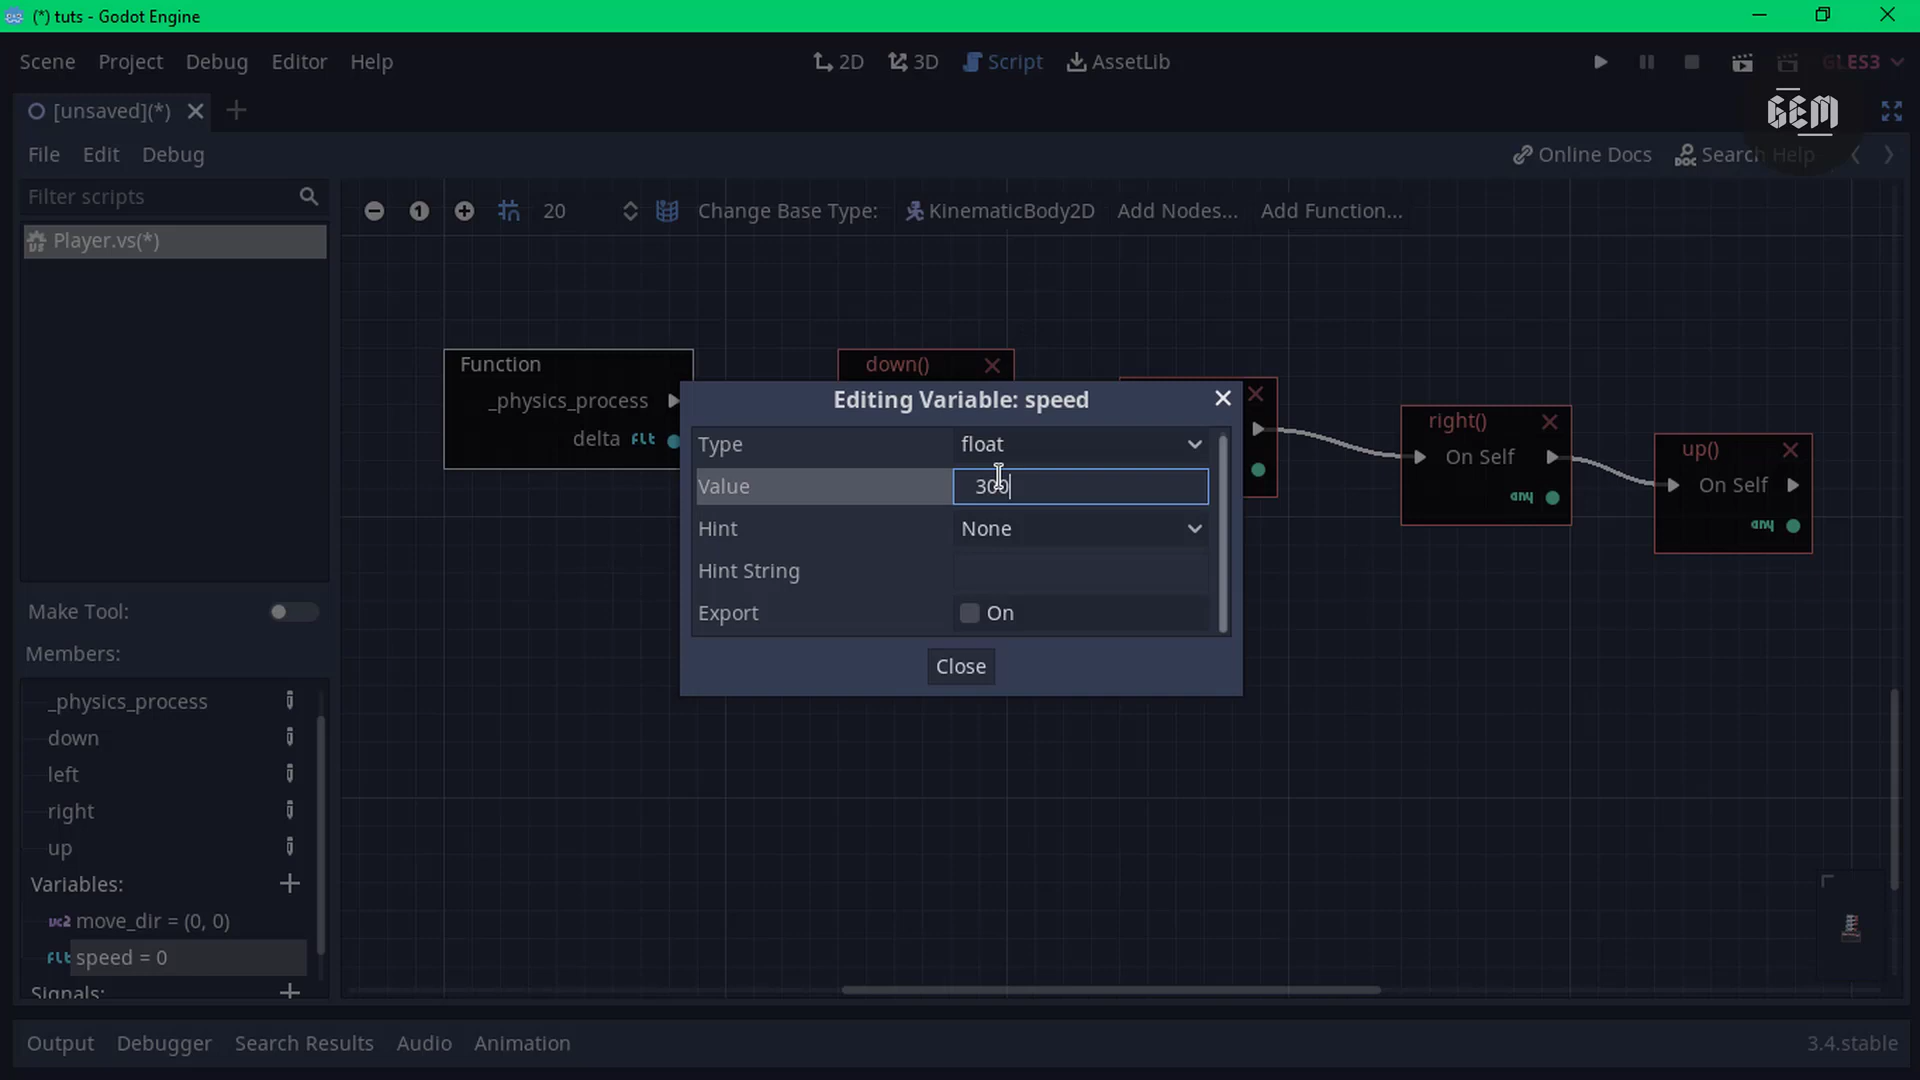 (*) tuts - Godot Engine
Scene Project Debug Editor Help 2D 3D Script AssetLib GLES3
[unsaved](*)
GEM
File Edit Debug Online Docs Search Help
Filter scripts
20 Change Base Type: KinematicBody2D Add Nodes... Add Function...
Player.vs(*)
Function
_physics_process
delta flt
down()
right()
On Self
any
up()
On Self
any
Editing Variable: speed
Type float
Value 300
Hint None
Hint String
Export On
Close
Make Tool:
Members:
_physics_process
down
left
right
up
Variables:
vc2 move_dir = (0, 0)
flt speed = 0
Signals:
Output Debugger Search Results Audio Animation 3.4.stable